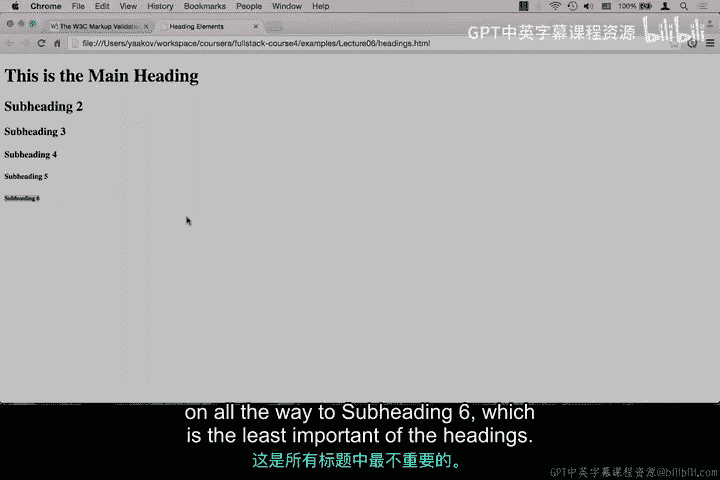 Chrome File Edit View History Bookmarks People Window Help 100%
The W3C Markup Validatio Heading Elements
file:///Users/yaakov/workspace/coursera/fullstack-course4/examples/Lecture06/headings.html
GPT中英字幕课程资源 bilibili
This is the Main Heading
Subheading 2
Subheading 3
Subheading 4
Subheading 5
Subheading 6
on all the way to Subheading 6, which
is the least important of the headings.
这是所有标题中最不重要的。
GPT中英字幕课程资源@bilibili.com